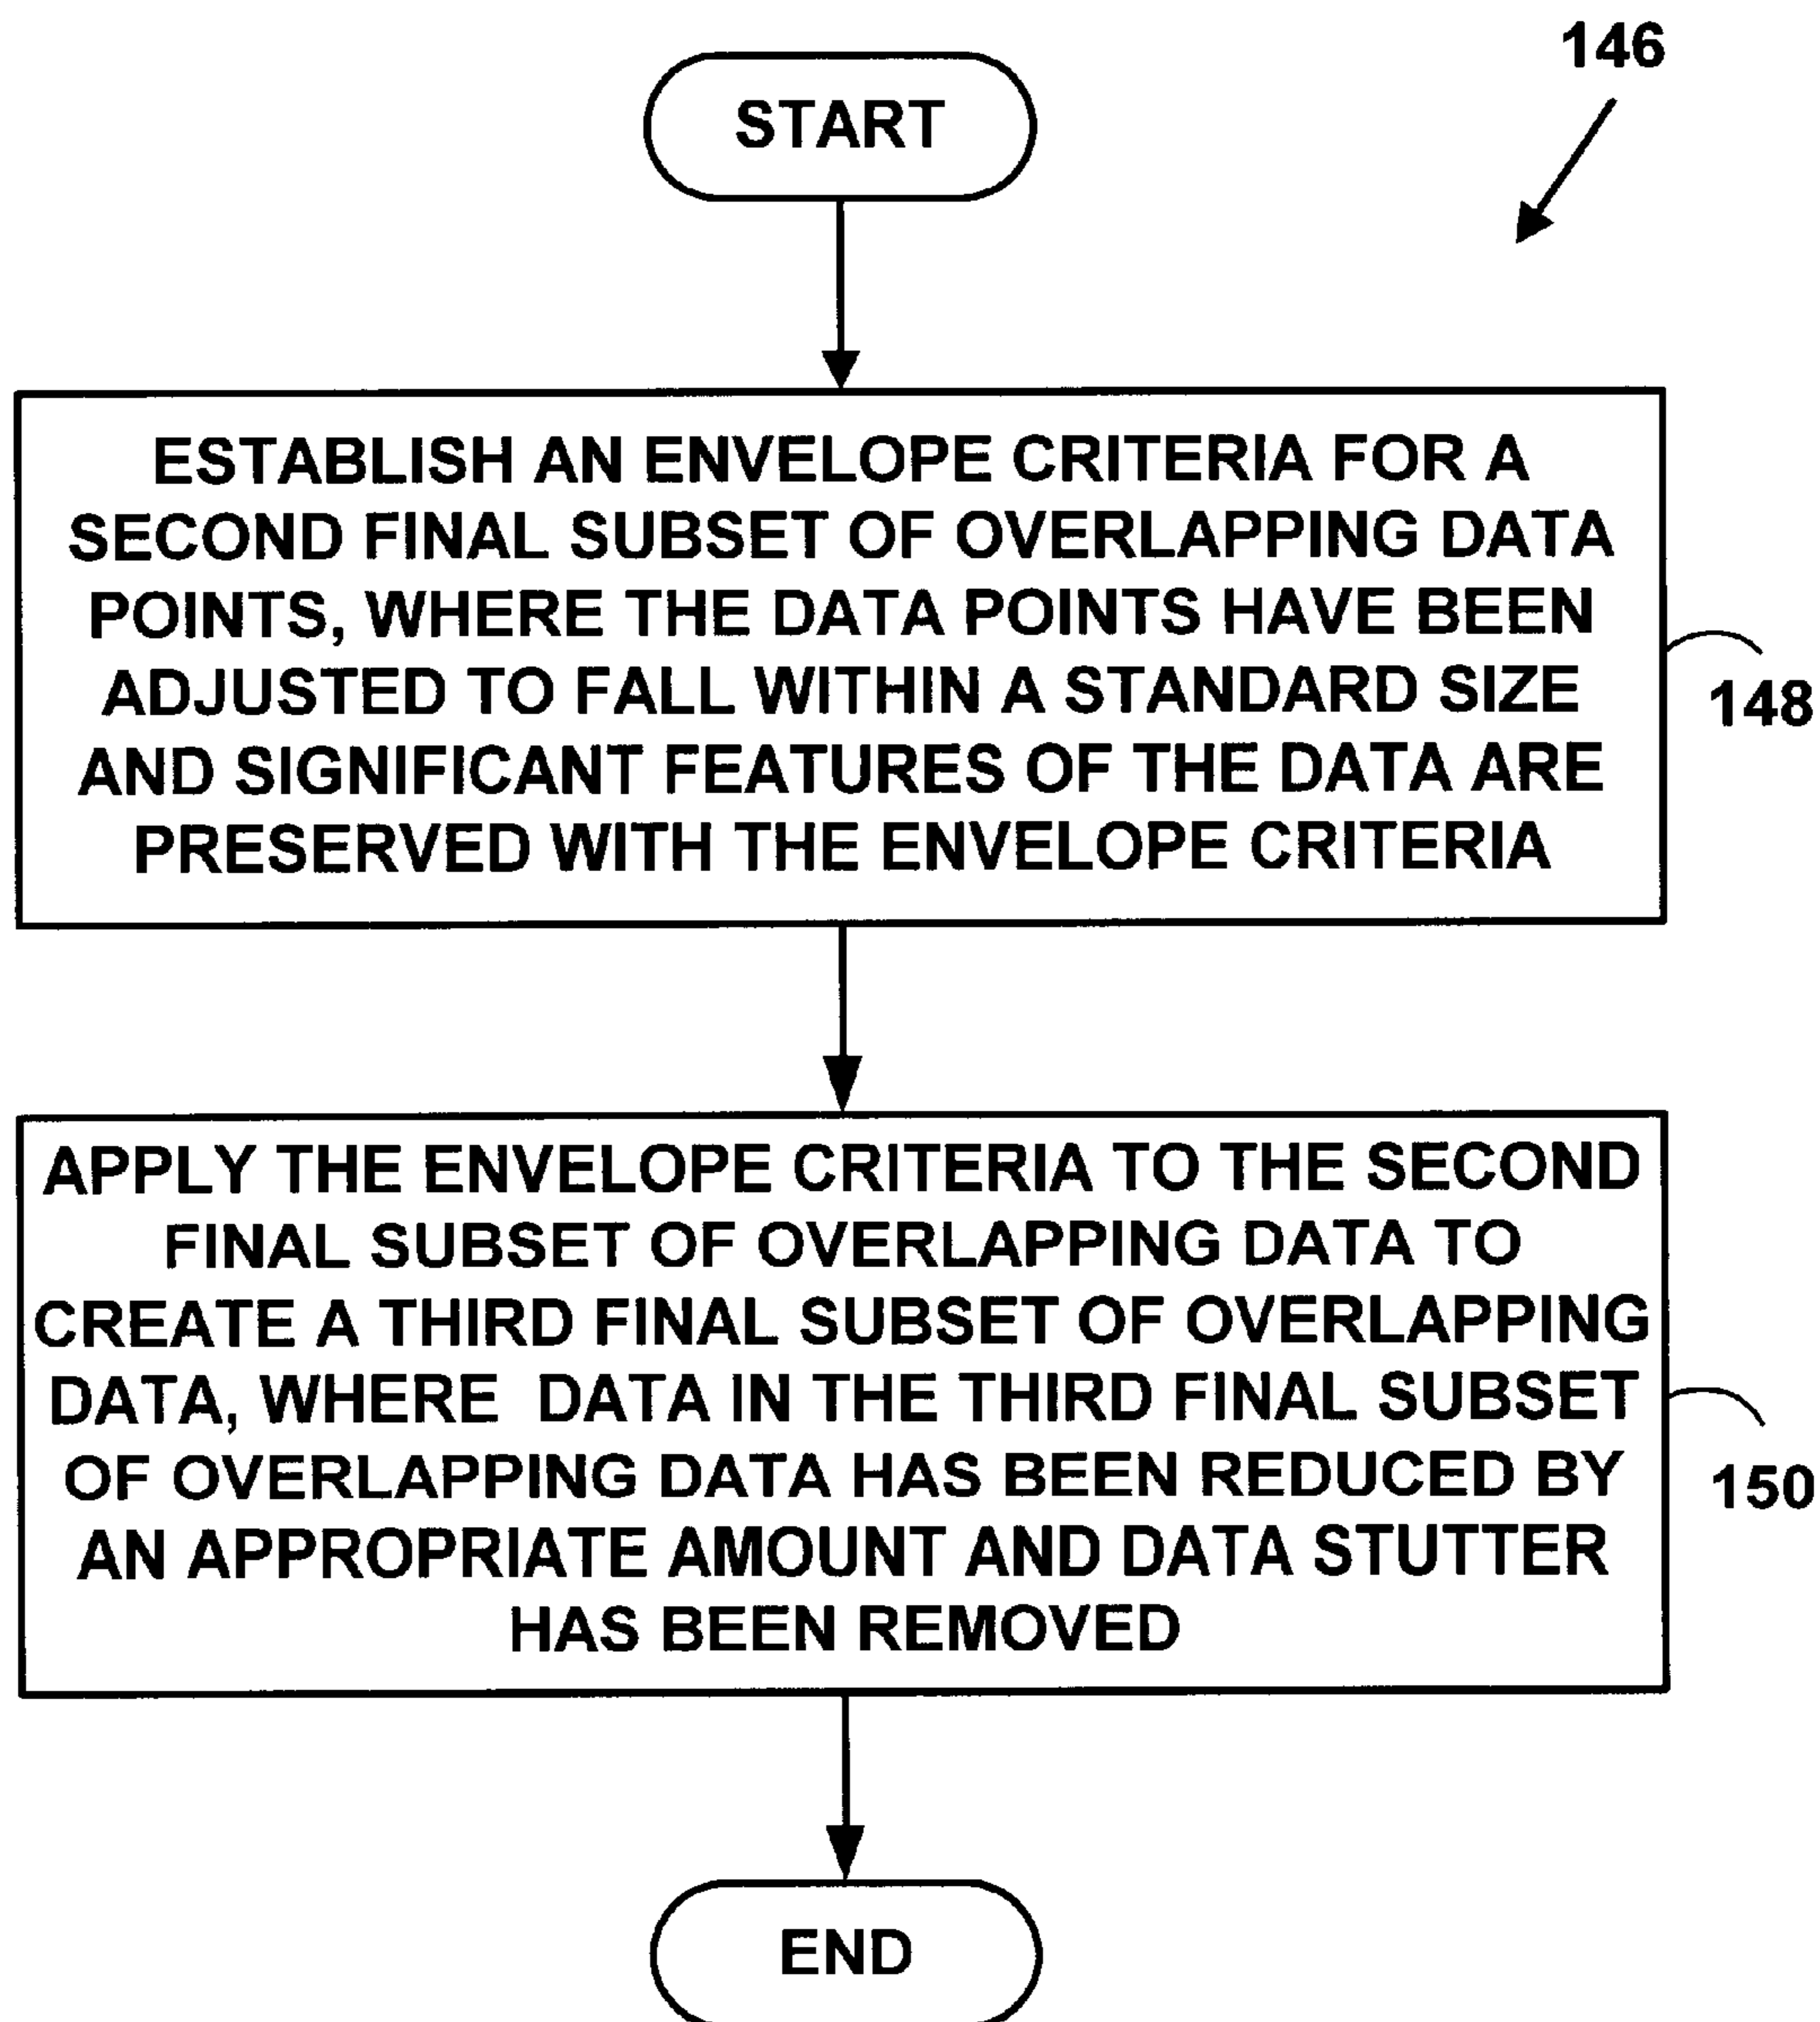 146
START
ESTABLISH AN ENVELOPE CRITERIA FOR A
SECOND FINAL SUBSET OF OVERLAPPING DATA
POINTS, WHERE THE DATA POINTS HAVE BEEN
ADJUSTED TO FALL WITHIN A STANDARD SIZE
AND SIGNIFICANT FEATURES OF THE DATA ARE
PRESERVED WITH THE ENVELOPE CRITERIA
148
APPLY THE ENVELOPE CRITERIA TO THE SECOND
FINAL SUBSET OF OVERLAPPING DATA TO
CREATE A THIRD FINAL SUBSET OF OVERLAPPING
DATA, WHERE DATA IN THE THIRD FINAL SUBSET
OF OVERLAPPING DATA HAS BEEN REDUCED BY
AN APPROPRIATE AMOUNT AND DATA STUTTER
HAS BEEN REMOVED
150
END